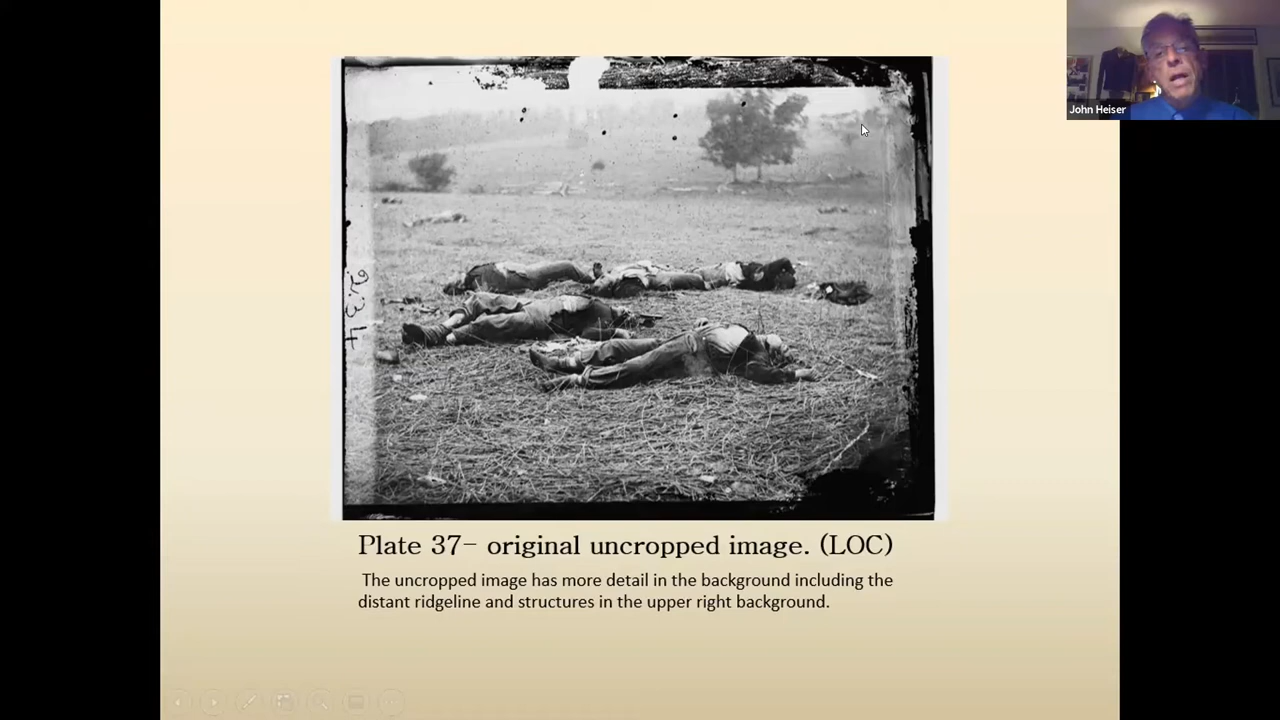 John Heiser
234
Plate 37- original uncropped image. (LOC)
The uncropped image has more detail in the background including the
distant ridgeline and structures in the upper right background.